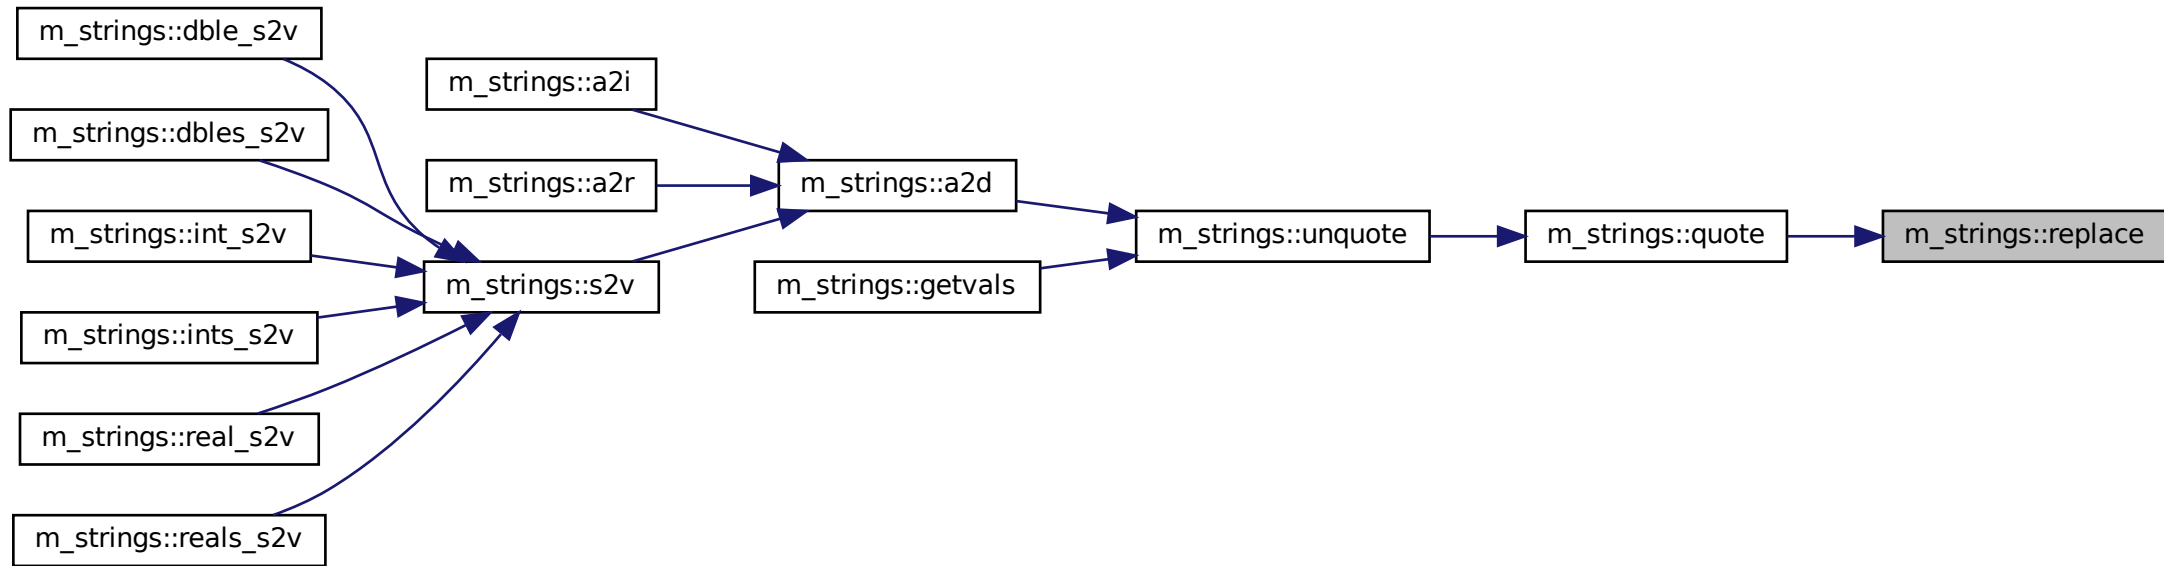 m_strings::dble_s2v
m_strings::dbles_s2v
m_strings::int_s2v
m_strings::ints_s2v
m_strings::real_s2v
m_strings::reals_s2v
m_strings::a2i
m_strings::a2r
m_strings::s2v
m_strings::a2d
m_strings::getvals
m_strings::unquote
m_strings::quote
m_strings::replace